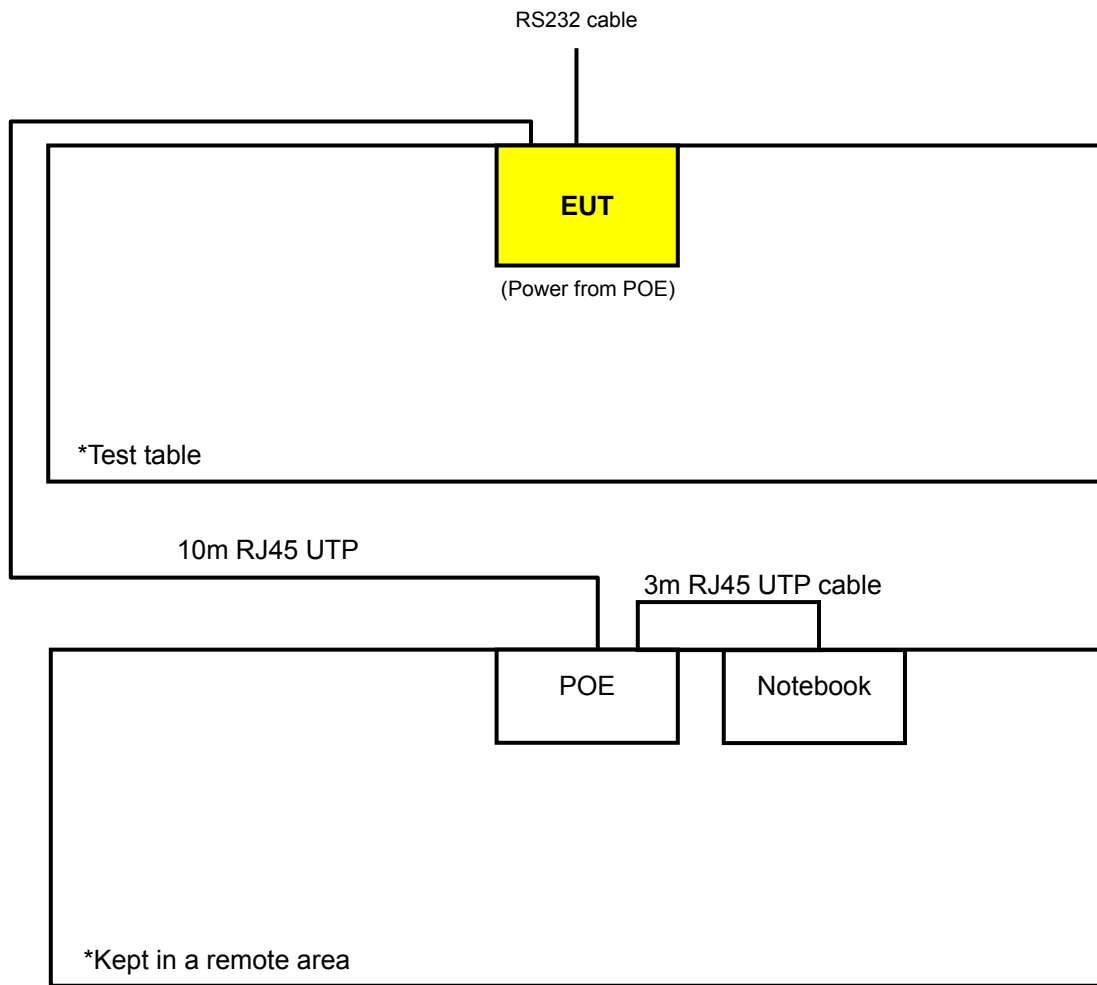 RS232 cable
EUT
(Power from POE)
*Test table
10m RJ45 UTP
3m RJ45 UTP cable
POE
Notebook
*Kept in a remote area